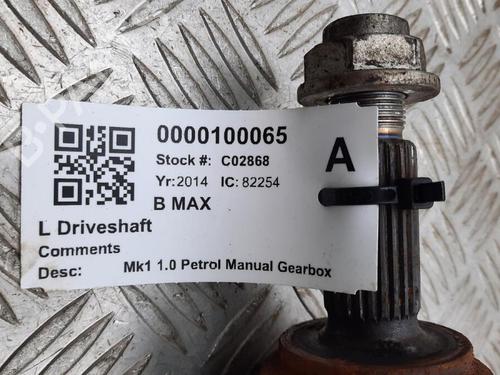 0000100065
Stock #: C02868
Yr:2014 IC: 82254
B MAX
A
L Driveshaft
Comments
Desc: Mk1 1.0 Petrol Manual Gearbox